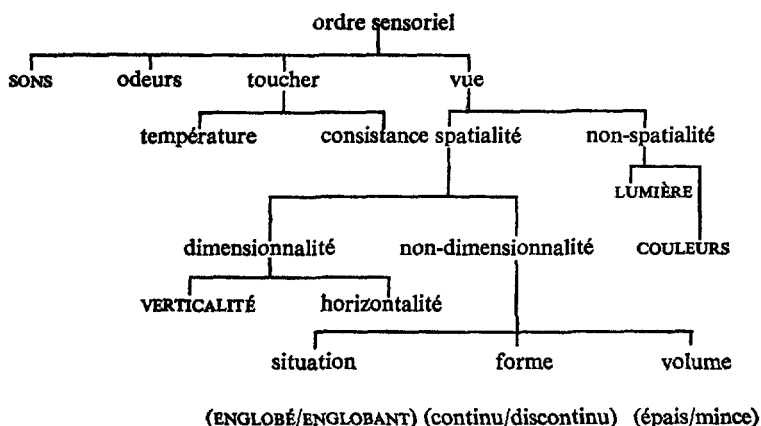 ordre sensoriel
SONS odeurs toucher vue
température consistance spatialité non-spatialité
LUMIÈRE
dimensionnalité non-dimensionnalité COULEURS
VERTICALITÉ horizontalité
situation forme volume
(ENGLOBÉ/ENGLOBANT) (continu/discontinu) (épais/mince)